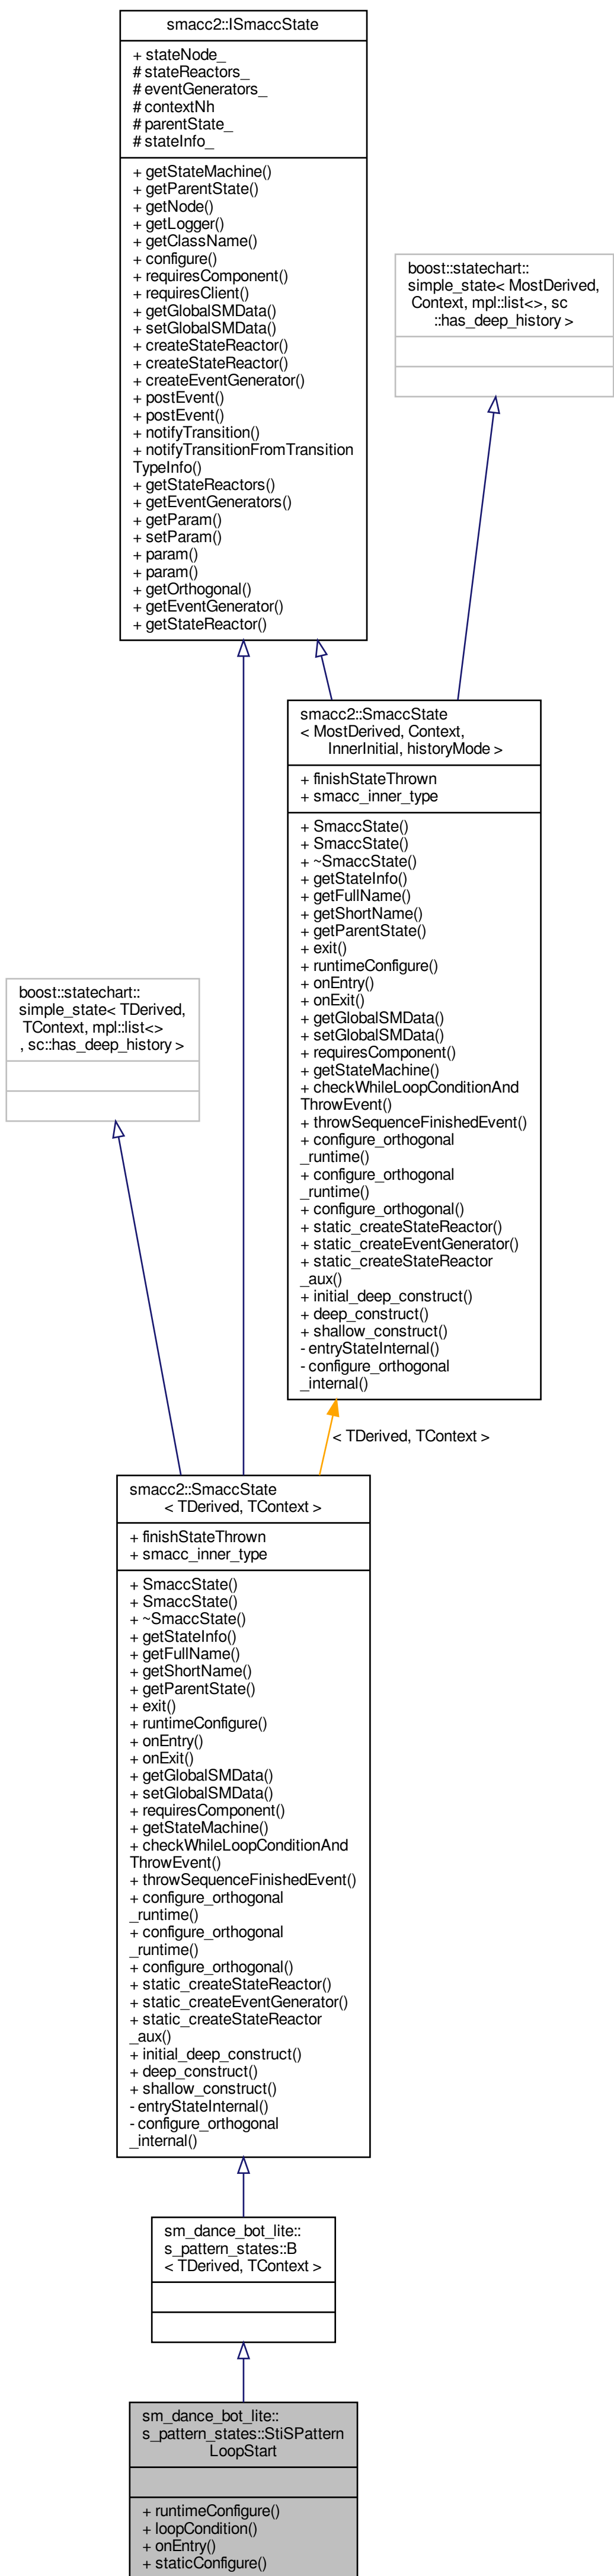 smacc2::ISmaccState
+ stateNode_
# stateReactors_
# eventGenerators_
# contextNh
# parentState_
# stateInfo_
+ getStateMachine()
+ getParentState()
+ getNode()
+ getLogger()
+ getClassName()
+ configure()
+ requiresComponent()
+ requiresClient()
+ getGlobalSMData()
+ setGlobalSMData()
+ createStateReactor()
+ createStateReactor()
+ createEventGenerator()
+ postEvent()
+ postEvent()
+ notifyTransition()
+ notifyTransitionFromTransition
TypeInfo()
+ getStateReactors()
+ getEventGenerators()
+ getParam()
+ setParam()
+ param()
+ param()
+ getOrthogonal()
+ getEventGenerator()
+ getStateReactor()
boost::statechart::
simple_state< MostDerived,
Context, mpl::list<>, sc
::has_deep_history >
smacc2::SmaccState
< MostDerived, Context,
InnerInitial, historyMode >
+ finishStateThrown
+ smacc_inner_type
+ SmaccState()
+ SmaccState()
+ ~SmaccState()
+ getStateInfo()
+ getFullName()
+ getShortName()
+ getParentState()
+ exit()
+ runtimeConfigure()
+ onEntry()
+ onExit()
+ getGlobalSMData()
+ setGlobalSMData()
+ requiresComponent()
+ getStateMachine()
+ checkWhileLoopConditionAnd
ThrowEvent()
+ throwSequenceFinishedEvent()
+ configure_orthogonal
_runtime()
+ configure_orthogonal
_runtime()
+ configure_orthogonal()
+ static_createStateReactor()
+ static_createEventGenerator()
+ static_createStateReactor
_aux()
+ initial_deep_construct()
+ deep_construct()
+ shallow_construct()
- entryStateInternal()
- configure_orthogonal
_internal()
boost::statechart::
simple_state< TDerived,
TContext, mpl::list<>
, sc::has_deep_history >
< TDerived, TContext >
smacc2::SmaccState
< TDerived, TContext >
+ finishStateThrown
+ smacc_inner_type
+ SmaccState()
+ SmaccState()
+ ~SmaccState()
+ getStateInfo()
+ getFullName()
+ getShortName()
+ getParentState()
+ exit()
+ runtimeConfigure()
+ onEntry()
+ onExit()
+ getGlobalSMData()
+ setGlobalSMData()
+ requiresComponent()
+ getStateMachine()
+ checkWhileLoopConditionAnd
ThrowEvent()
+ throwSequenceFinishedEvent()
+ configure_orthogonal
_runtime()
+ configure_orthogonal
_runtime()
+ configure_orthogonal()
+ static_createStateReactor()
+ static_createEventGenerator()
+ static_createStateReactor
_aux()
+ initial_deep_construct()
+ deep_construct()
+ shallow_construct()
- entryStateInternal()
- configure_orthogonal
_internal()
sm_dance_bot_lite::
s_pattern_states::B
< TDerived, TContext >
sm_dance_bot_lite::
s_pattern_states::StiSPattern
LoopStart
+ runtimeConfigure()
+ loopCondition()
+ onEntry()
+ staticConfigure()